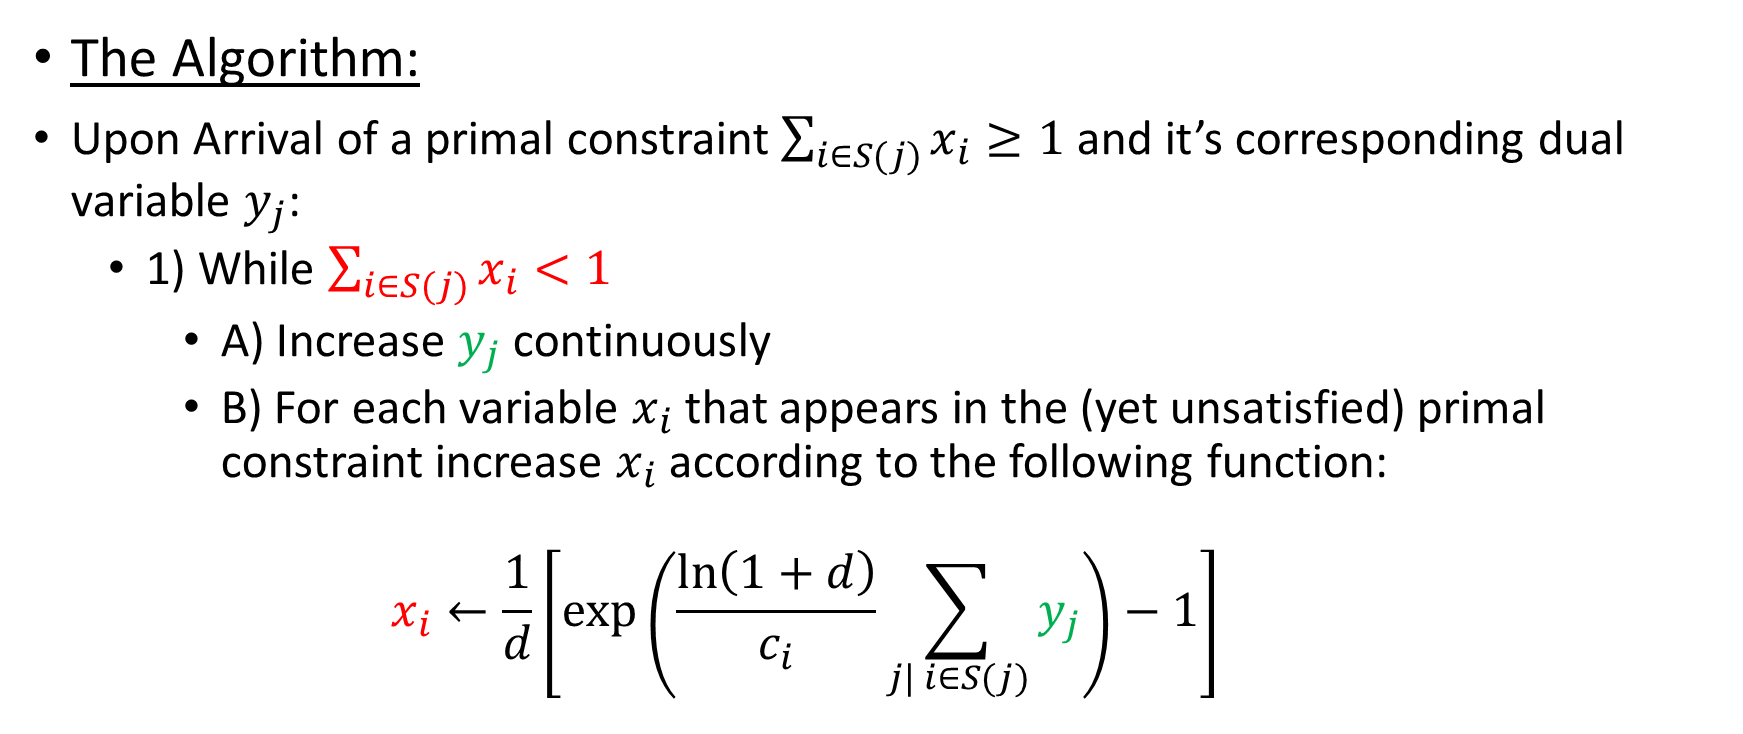 • The Algorithm:
• Upon Arrival of a primal constraint ∑_{i∈S(j)} x_i ≥ 1 and it’s corresponding dual
variable y_j:
• 1) While ∑_{i∈S(j)} x_i < 1
• A) Increase y_j continuously
• B) For each variable x_i that appears in the (yet unsatisfied) primal
constraint increase x_i according to the following function:
x_i ← \frac{1}{d} [exp(\frac{ln(1 + d)}{c_i} ∑_{j| i∈S(j)} y_j) − 1]